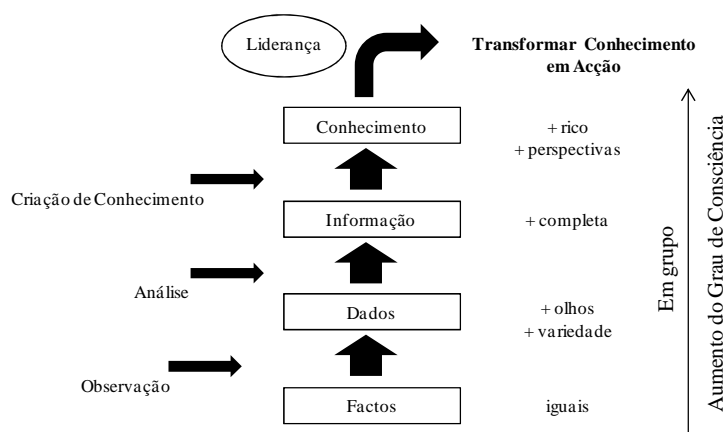 Liderança
Transformar Conhecimento
em Acção
Conhecimento
+ rico
+ perspectivas
Criação de Conhecimento
Informação
+ completa
Análise
Dados
+ olhos
+ variedade
Observação
Factos
iguais
Em grupo
Aumento do Grau de Consciência